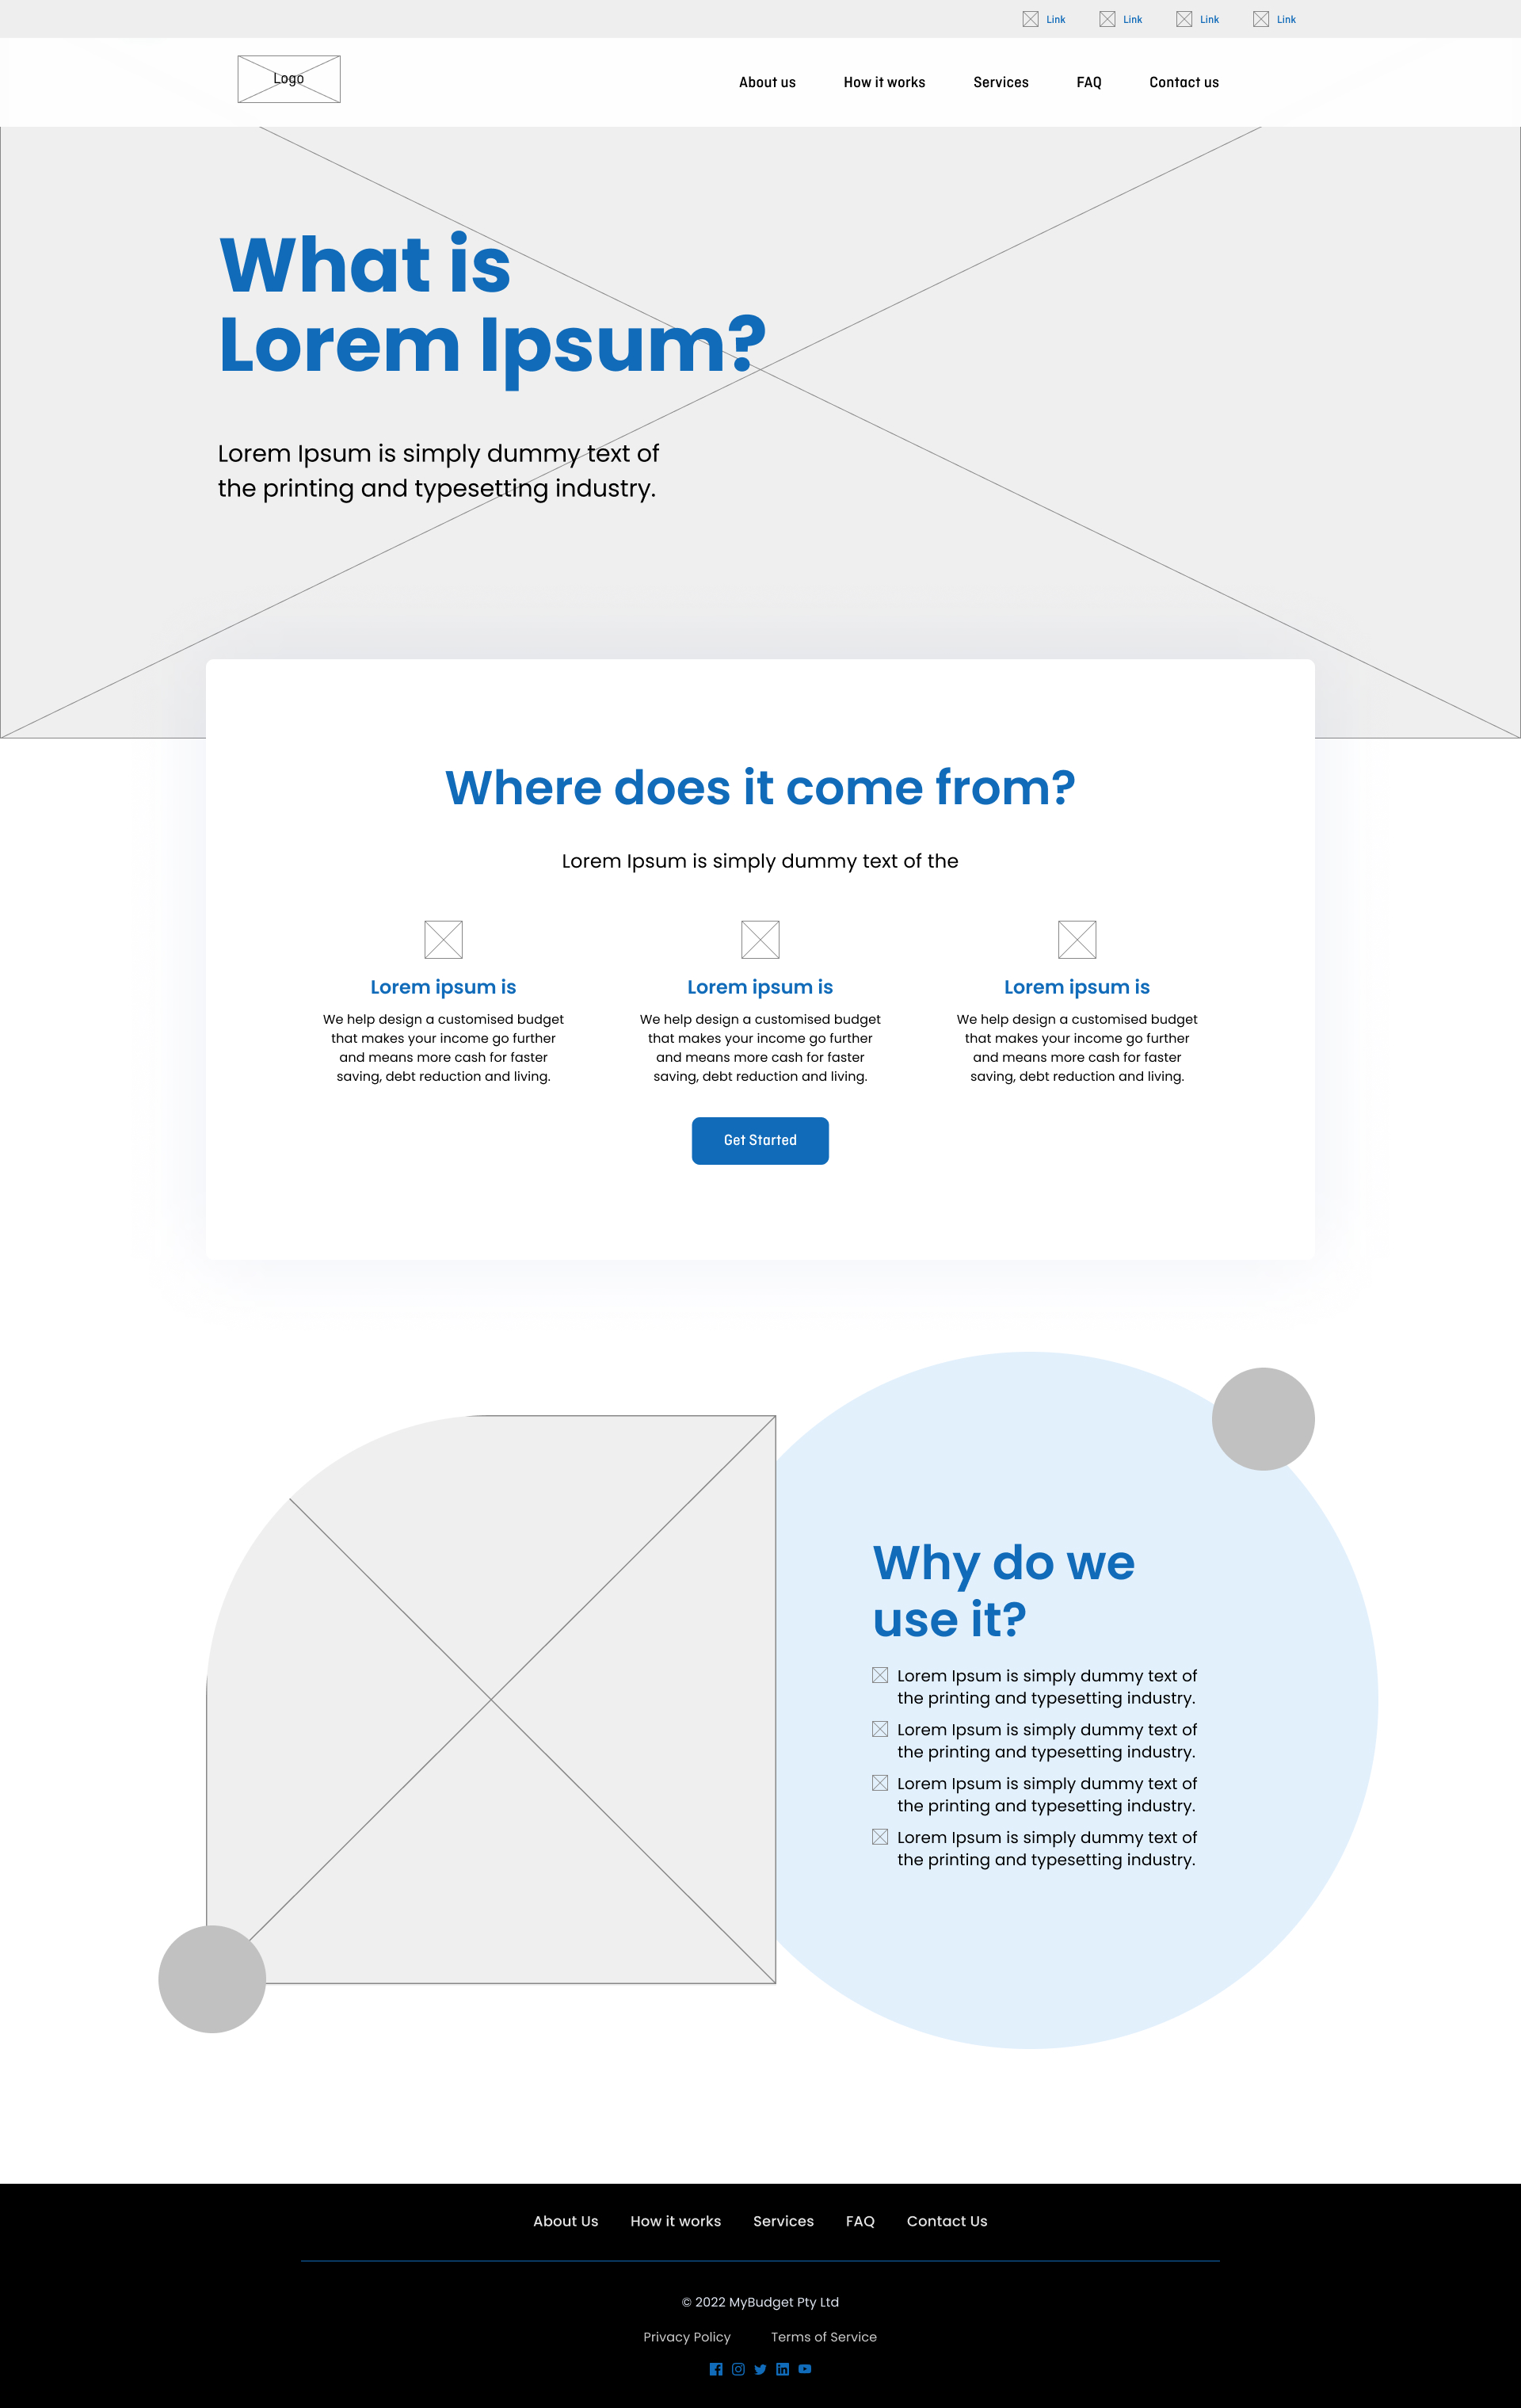 Link Link Link Link
Logo
About us How it works Services FAQ Contact us
What is
Lorem Ipsum?
Lorem Ipsum is simply dummy text of
the printing and typesetting industry.
Where does it come from?
Lorem Ipsum is simply dummy text of the
Lorem ipsum is
We help design a customised budget
that makes your income go further
and means more cash for faster
saving, debt reduction and living.
Lorem ipsum is
We help design a customised budget
that makes your income go further
and means more cash for faster
saving, debt reduction and living.
Lorem ipsum is
We help design a customised budget
that makes your income go further
and means more cash for faster
saving, debt reduction and living.
Get Started
Why do we
use it?
Lorem Ipsum is simply dummy text of
the printing and typesetting industry.
Lorem Ipsum is simply dummy text of
the printing and typesetting industry.
Lorem Ipsum is simply dummy text of
the printing and typesetting industry.
Lorem Ipsum is simply dummy text of
the printing and typesetting industry.
About Us How it works Services FAQ Contact Us
© 2022 MyBudget Pty Ltd
Privacy Policy Terms of Service